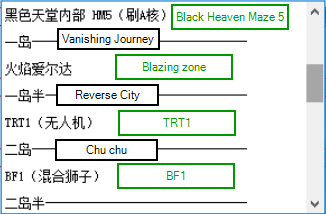 黑色天堂内部 HM5（刷A核） Black Heaven Maze 5
一岛 Vanishing Journey
火焰爱尔达 Blazing zone
一岛半 Reverse City
TRT1（无人机） TRT1
二岛 Chu chu
BF1（混合狮子） BF1
二岛半